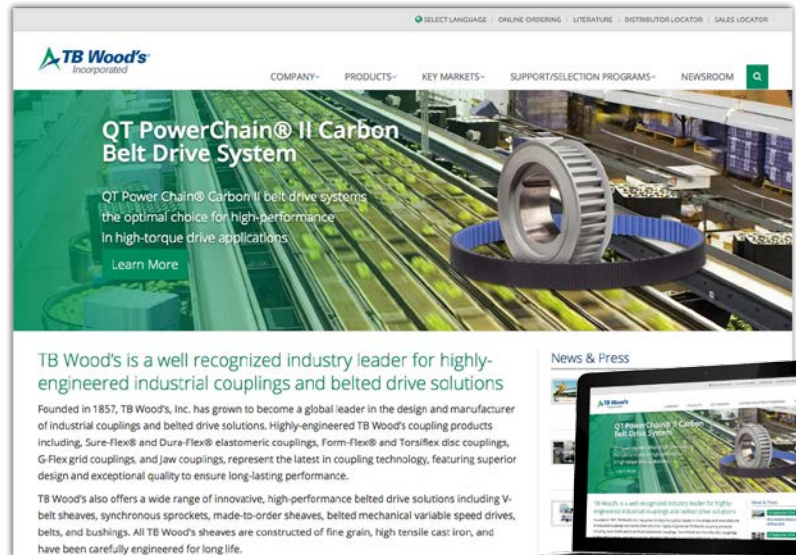 SELECT LANGUAGE | ONLINE ORDERING | LITERATURE | DISTRIBUTOR LOCATOR | SALES LOCATOR
TB Wood's
Incorporated
COMPANY PRODUCTS KEY MARKETS SUPPORT/SELECTION PROGRAMS NEWSROOM
QT PowerChain® II Carbon
Belt Drive System
QT Power Chain® Carbon II belt drive systems
the optimal choice for high-performance
in high-torque drive applications
Learn More
TB Wood's is a well recognized industry leader for highly-
engineered industrial couplings and belted drive solutions
Founded in 1857, TB Wood's, Inc. has grown to become a global leader in the design and manufacturer
of industrial couplings and belted drive solutions. Highly-engineered TB Wood's coupling products
including, Sure-Flex® and Dura-Flex® elastomeric couplings, Form-Flex® and Torsiflex disc couplings,
G-Flex grid couplings, and Jaw couplings, represent the latest in coupling technology, featuring superior
design and exceptional quality to ensure long-lasting performance.
TB Wood's also offers a wide range of innovative, high-performance belted drive solutions including V-
belt sheaves, synchronous sprockets, made-to-order sheaves, belted mechanical variable speed drives,
belts, and bushings. All TB Wood's sheaves are constructed of fine grain, high tensile cast iron, and
have been carefully engineered for long life.
News & Press
TB Wood's
QT PowerChain® II Carbon
Belt Drive System
Learn More
TB Wood's is a well recognized industry leader for highly-
engineered industrial couplings and belted drive solutions
News & Press